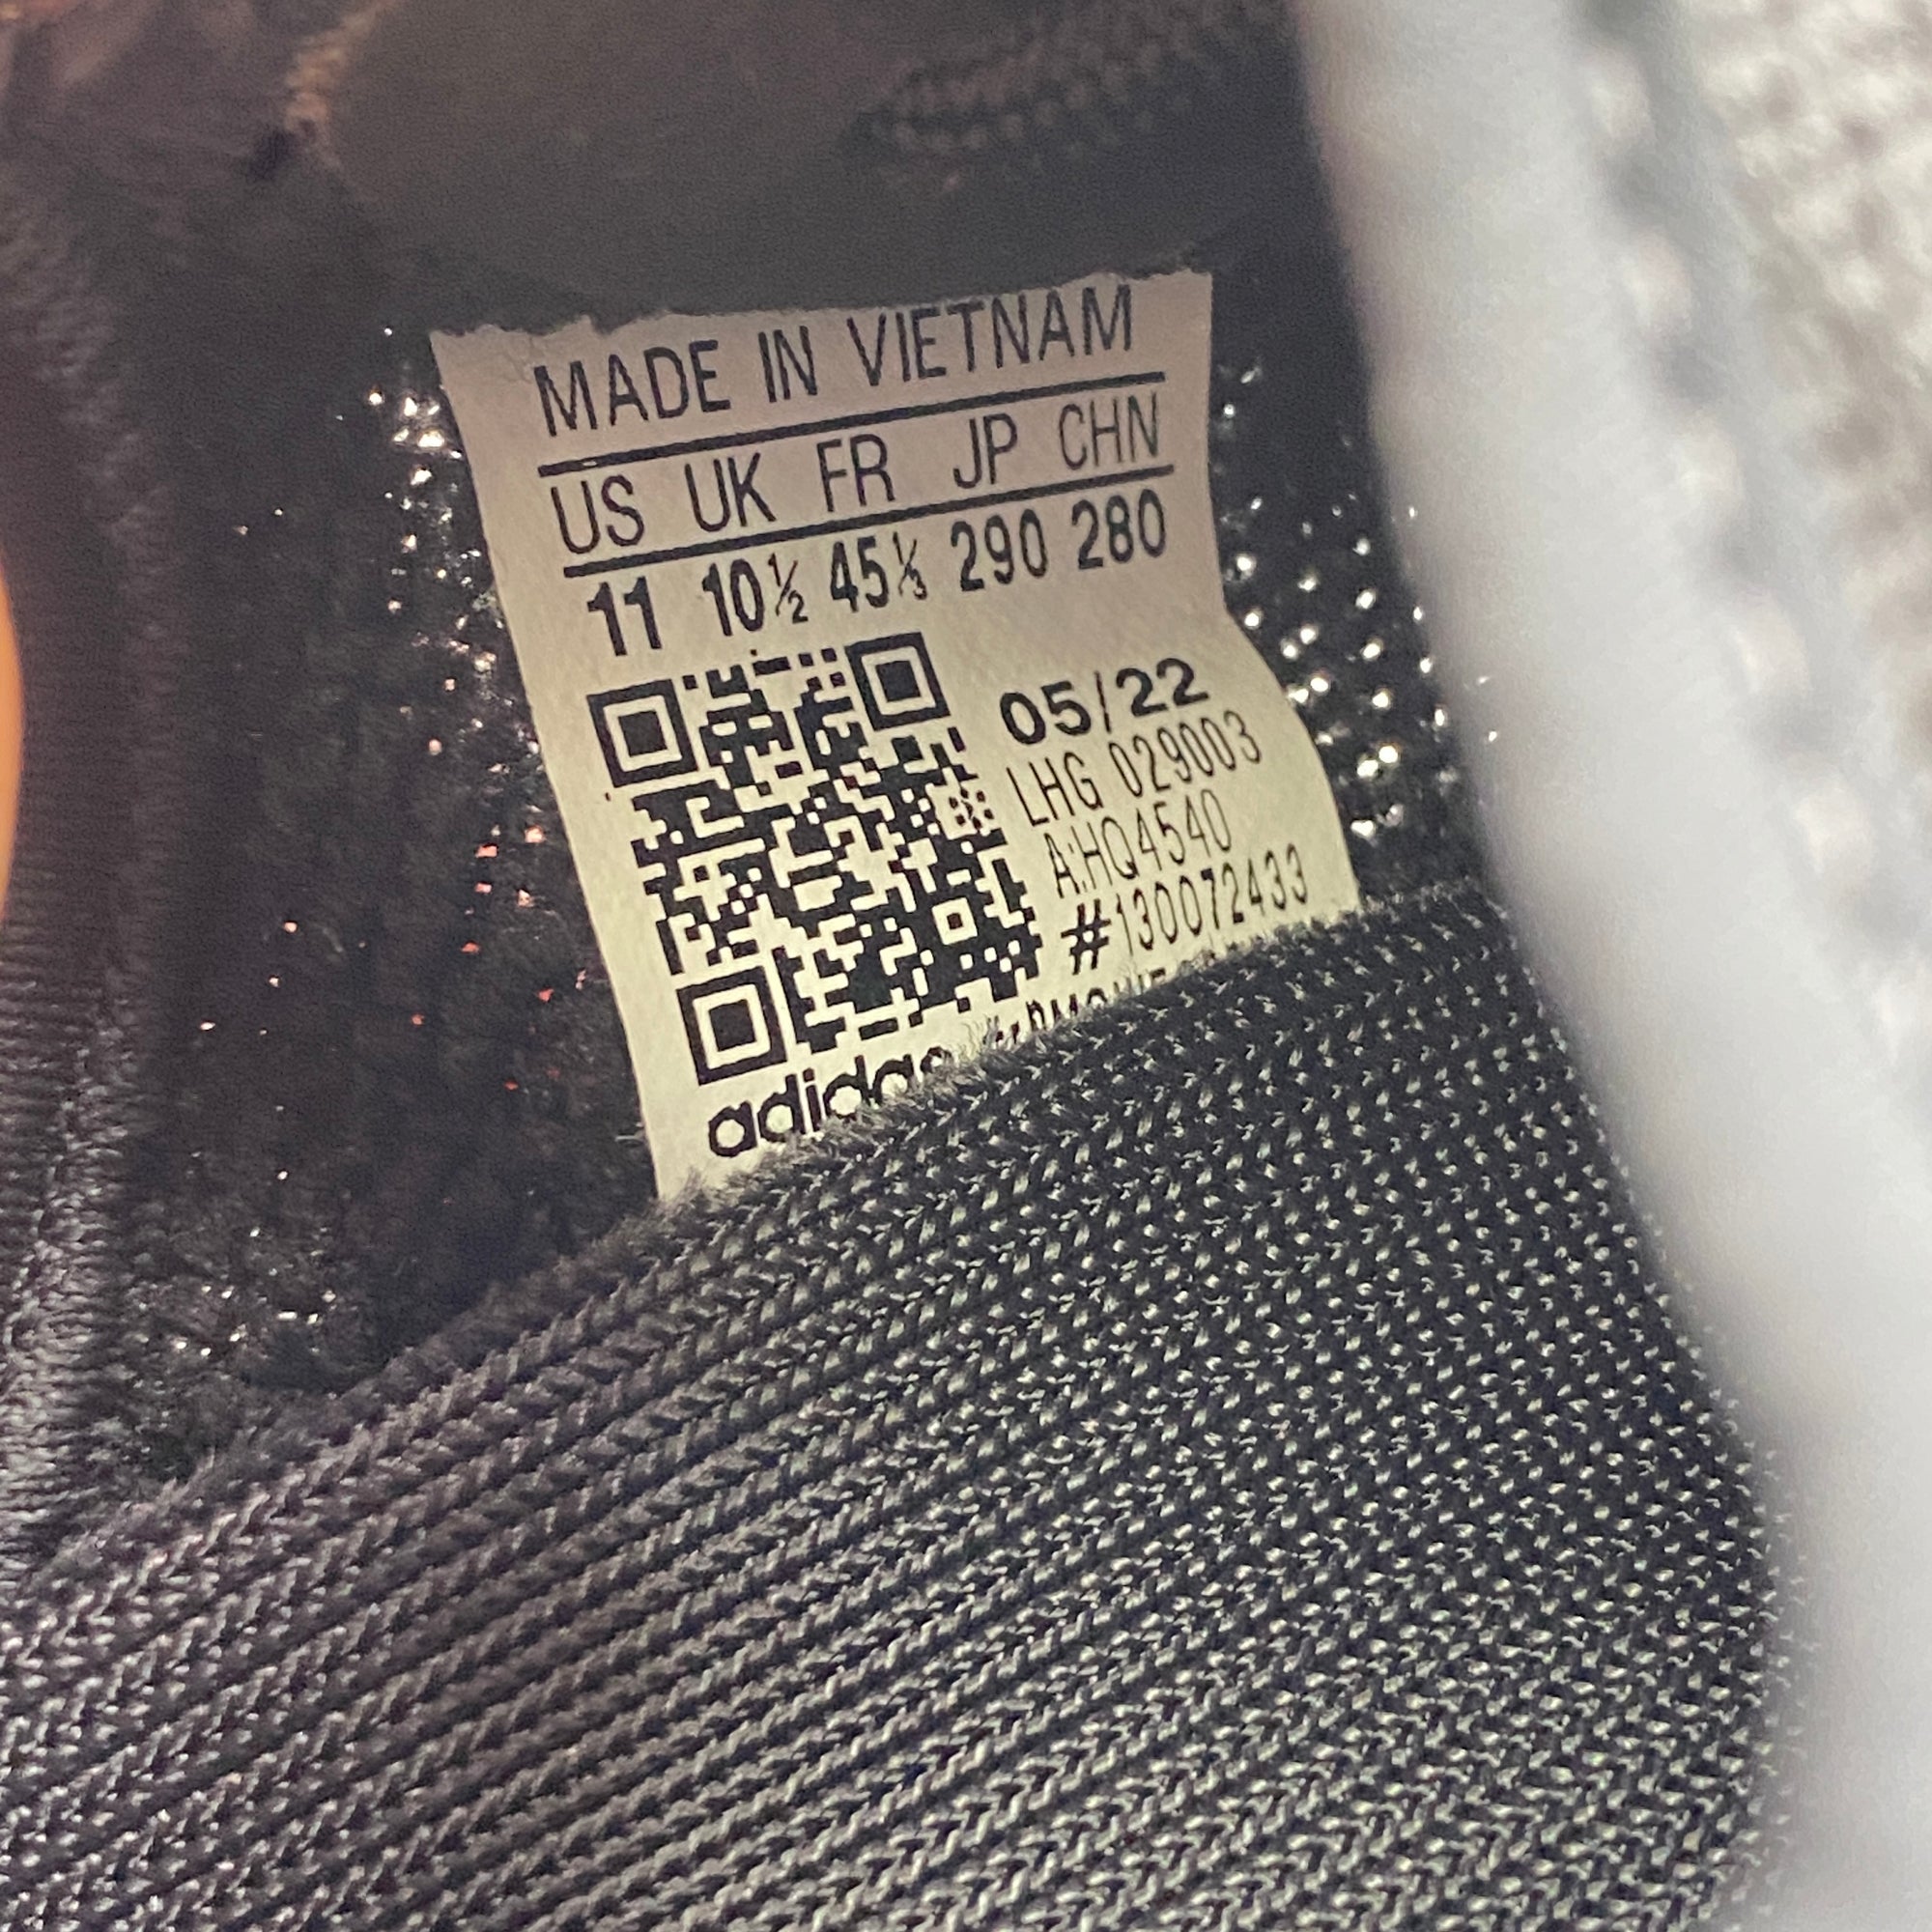 MADE IN VIETNAM
US UK FR JP CHN
11 10½ 45⅓ 290 280
05/22
LHG 029003
A:HQ4540
#130072433
adidas